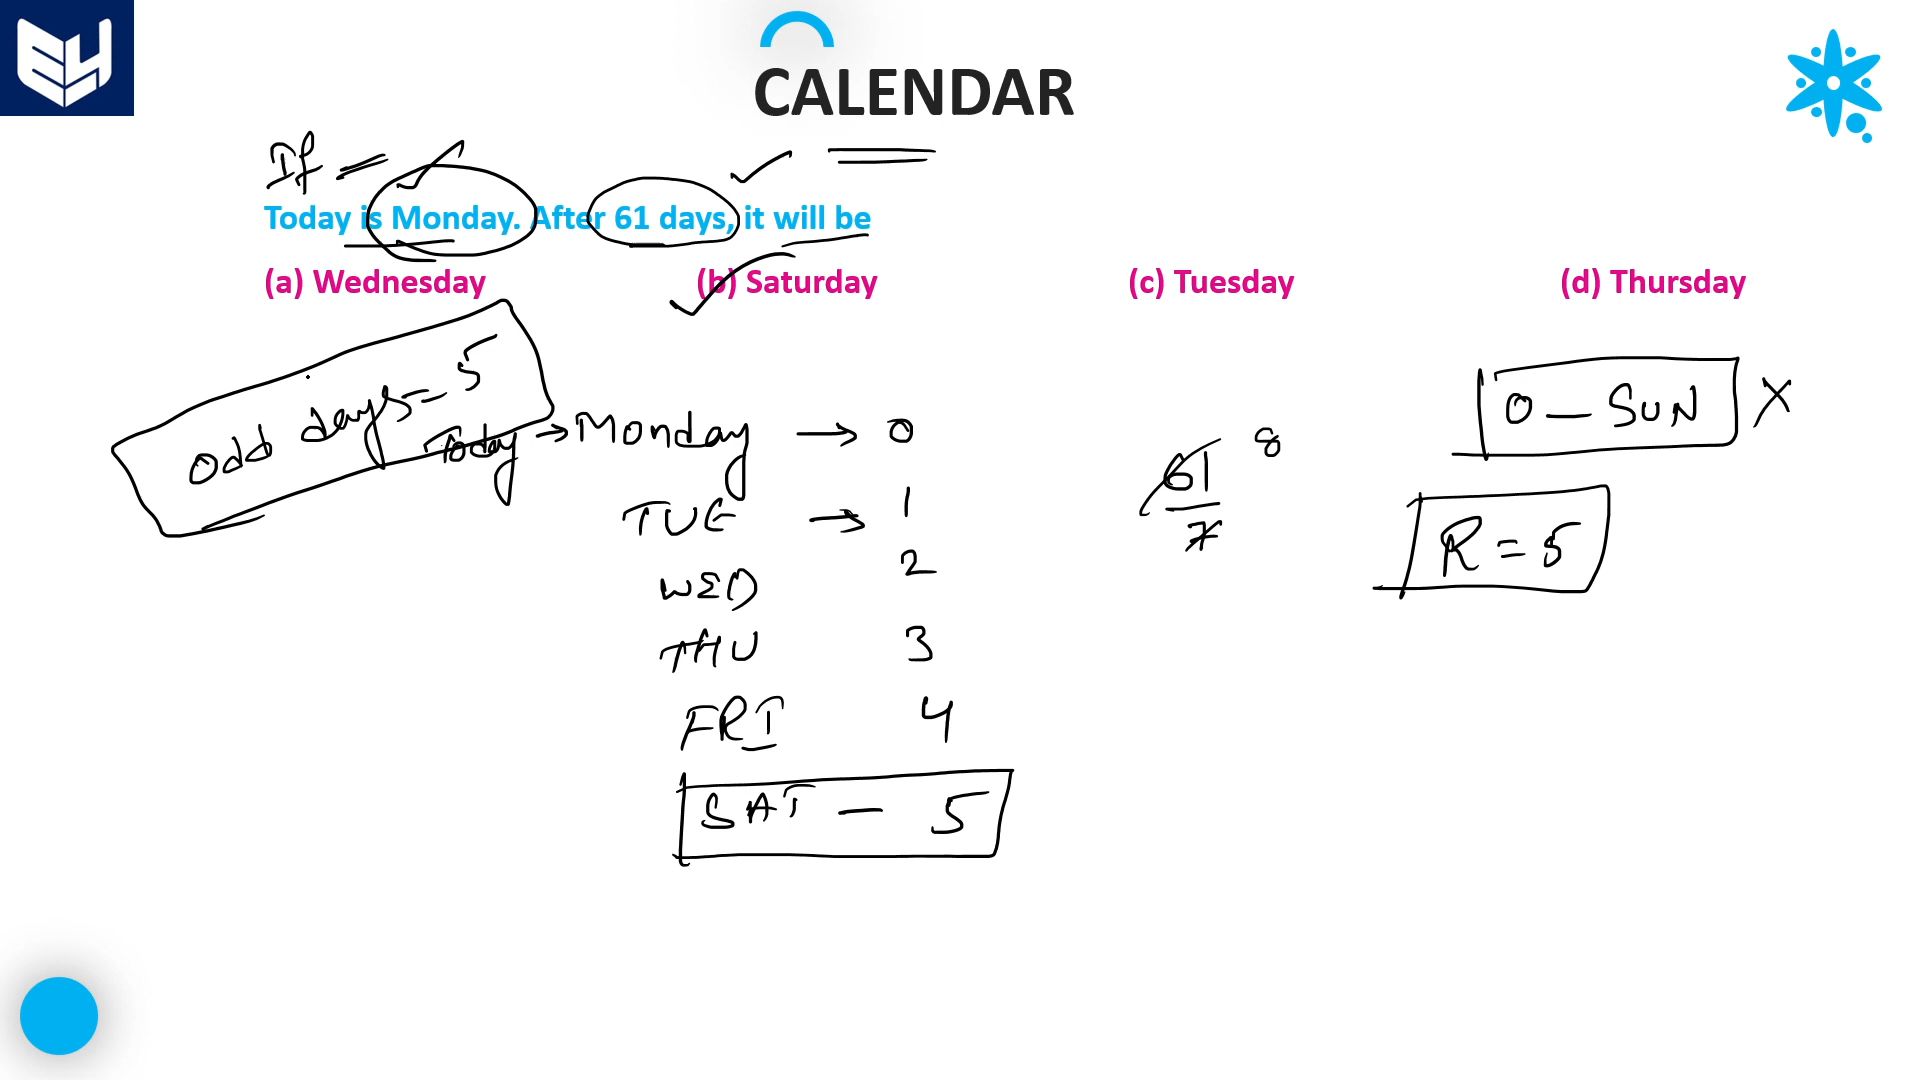 CALENDAR
If
Today is Monday. After 61 days, it will be
(a) Wednesday (b) Saturday (c) Tuesday (d) Thursday
odd days = 5
Today → Monday → 0
TUE → 1
WED 2
THU 3
FRI 4
SAT - 5
61 8
7
0 - SUN X
R = 5